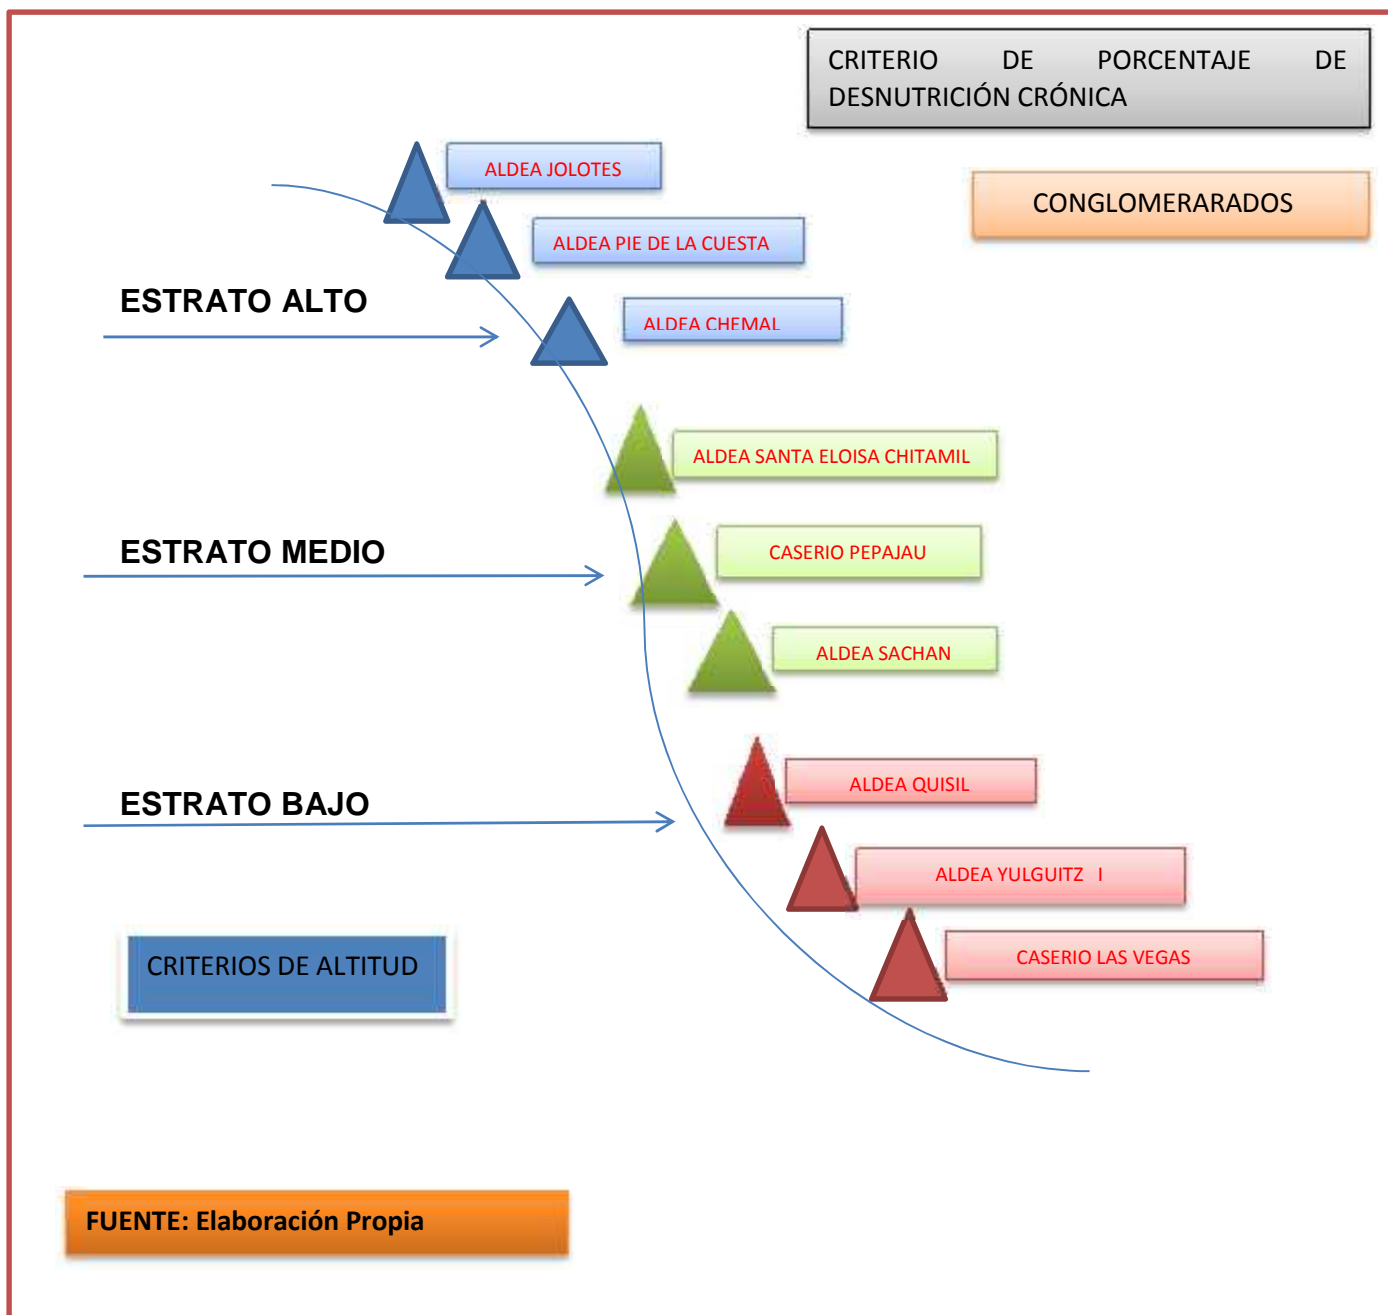 CRITERIO DE PORCENTAJE DE
DESNUTRICIÓN CRÓNICA
ALDEA JOLOTES
CONGLOMERARADOS
ALDEA PIE DE LA CUESTA
ESTRATO ALTO
ALDEA CHEMAL
ALDEA SANTA ELOISA CHITAMIL
ESTRATO MEDIO
CASERIO PEPAJAU
ALDEA SACHAN
ALDEA QUISIL
ESTRATO BAJO
ALDEA YULGUITZ I
CASERIO LAS VEGAS
CRITERIOS DE ALTITUD
FUENTE: Elaboración Propia